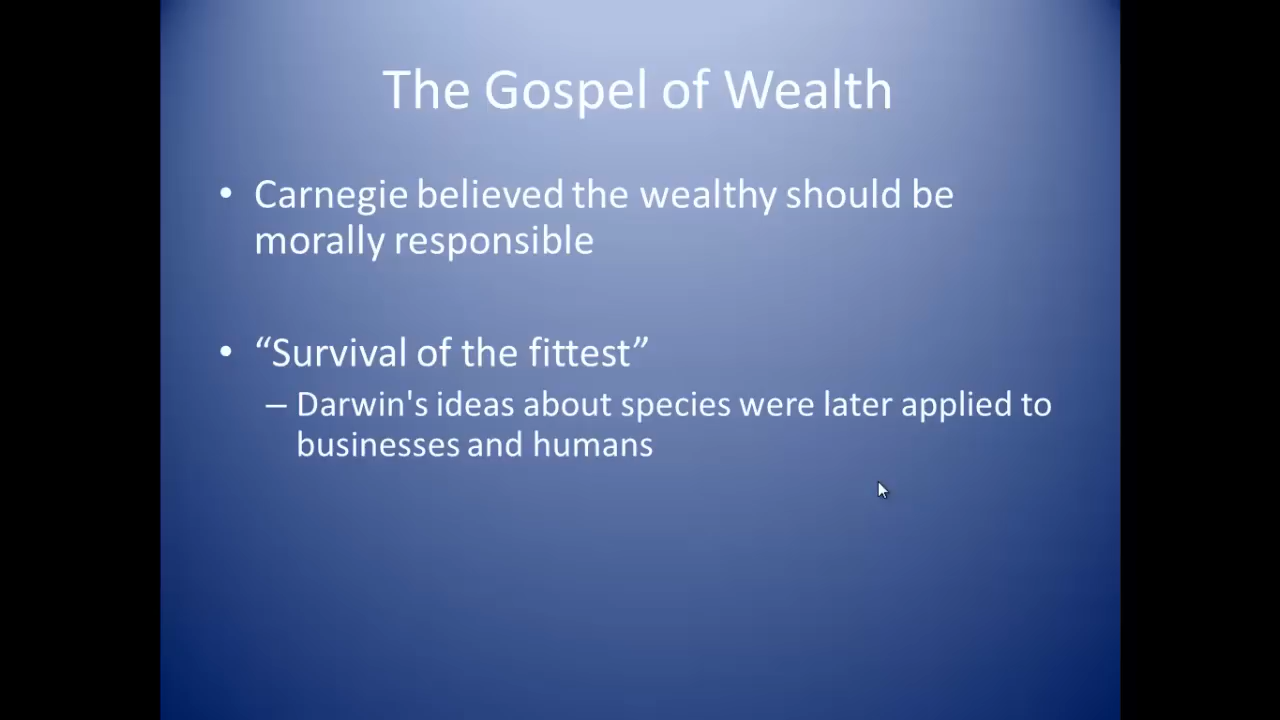 The Gospel of Wealth
• Carnegie believed the wealthy should be
morally responsible
• “Survival of the fittest”
– Darwin's ideas about species were later applied to
businesses and humans